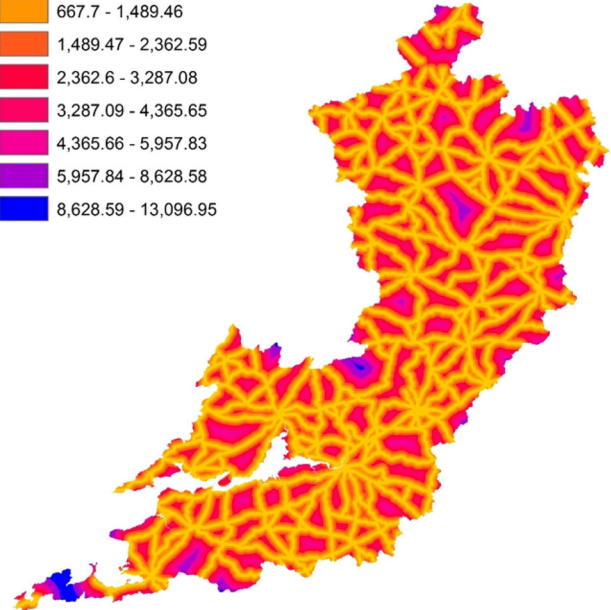 667.7 - 1,489.46
1,489.47 - 2,362.59
2,362.6 - 3,287.08
3,287.09 - 4,365.65
4,365.66 - 5,957.83
5,957.84 - 8,628.58
8,628.59 - 13,096.95